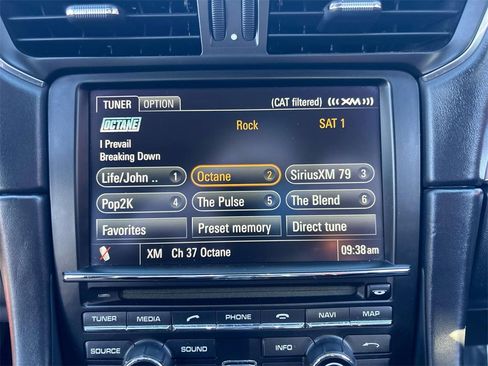 TUNER OPTION (CAT filtered) (((XM)))
OCTANE Rock SAT 1
I Prevail
Breaking Down
Life/John .. 1 Octane 2 SiriusXM 79 3
Pop2K 4 The Pulse 5 The Blend 6
Favorites Preset memory Direct tune
XM Ch 37 Octane 09:38am
TUNER MEDIA PHONE NAVI MAP
SOURCE SOUND INFO